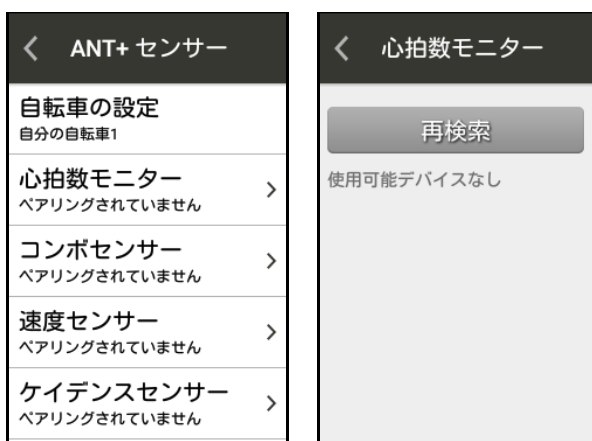 ANT+ センサー
自転車の設定
自分の自転車1
心拍数モニター
ペアリングされていません
コンボセンサー
ペアリングされていません
速度センサー
ペアリングされていません
ケイデンスセンサー
ペアリングされていません
心拍数モニター
再検索
使用可能デバイスなし